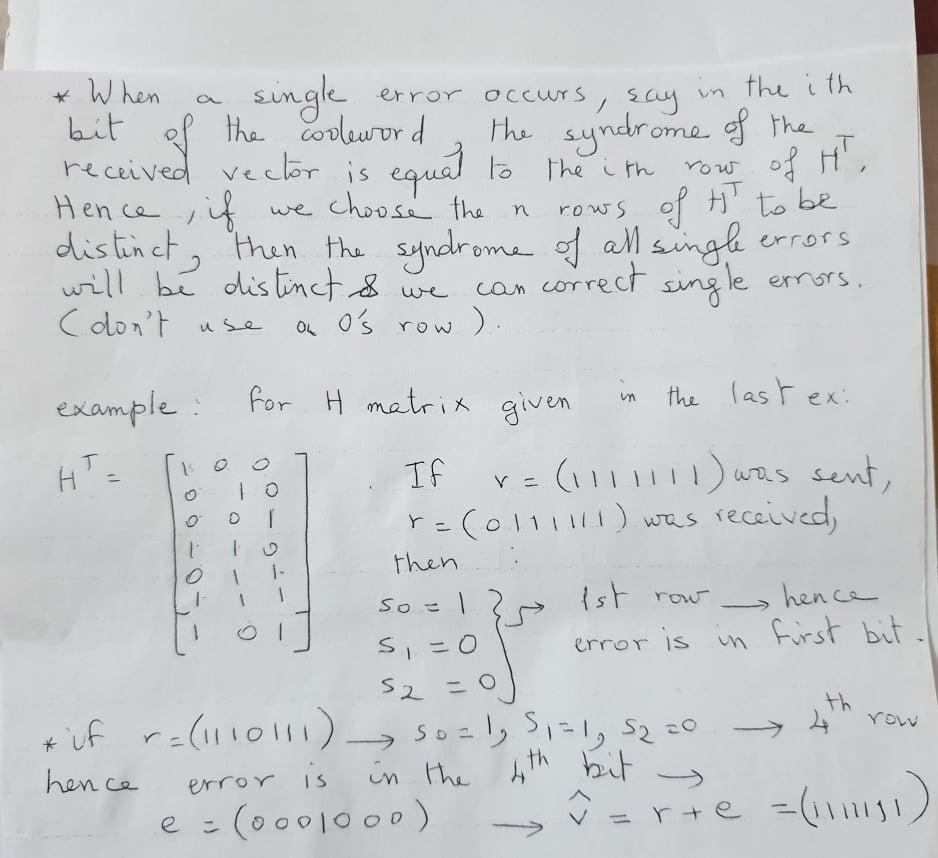 * When a single error occurs, say in the ith
bit of the codeword, the syndrome of the
received vector is equal to the ith row of H^T.
Hence, if we choose the n rows of H^T to be
distinct, then the syndrome of all single errors
will be distinct & we can correct single errors.
(don't use a 0's row).
example: for H matrix given in the last ex:
H^T =
1 0 0
0 1 0
0 0 1
1 1 0
0 1 1
1 1 1
1 0 1
If v = (1111111) was sent,
r = (0111111) was received,
then :
s0 = 1 } → 1st row → hence
s1 = 0 error is in first bit.
s2 = 0
* if r = (1110111) → s0 = 1, s1 = 1, s2 = 0 → 4th row
hence error is in the 4th bit →
e = (0001000) → v̂ = r + e = (1111111)